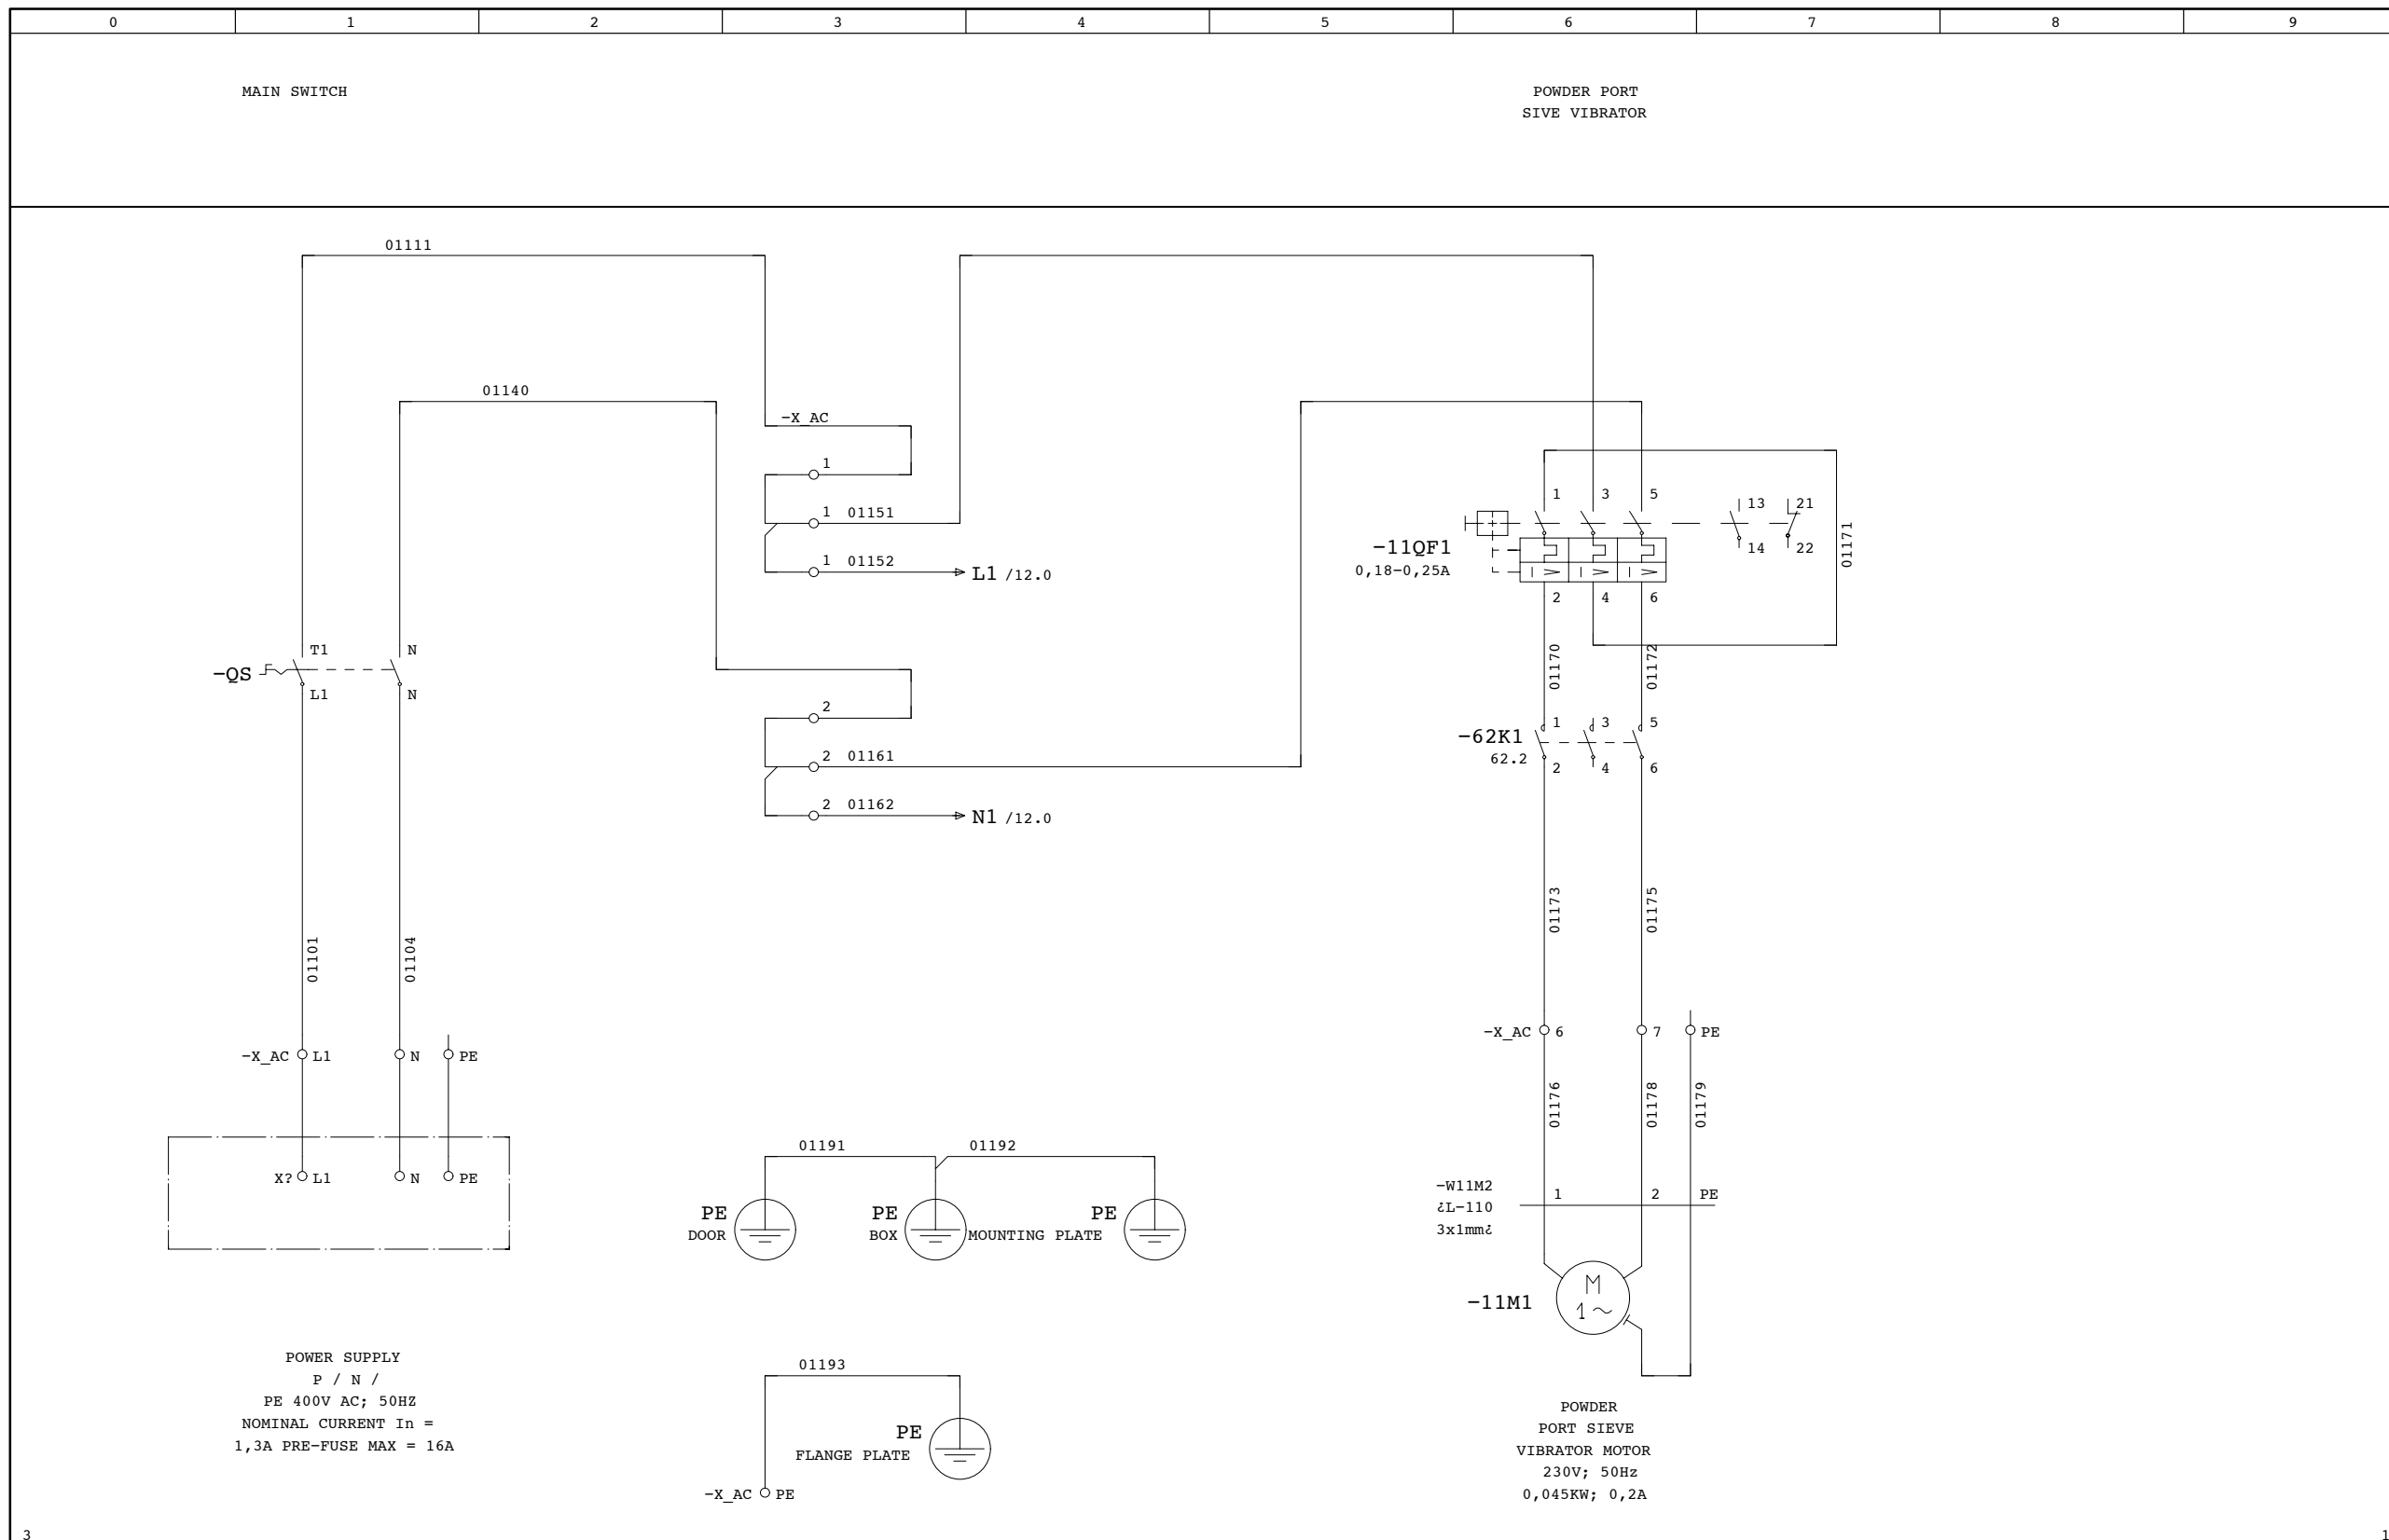 0 1 2 3 4 5 6 7 8 9
MAIN SWITCH
POWDER PORT
SIVE VIBRATOR
01111
01140
-X_AC
1
1 01151
1 01152
L1 /12.0
2
2 01161
2 01162
N1 /12.0
-QS
T1 N
L1 N
01101
01104
-X_AC L1 N PE
X? L1 N PE
POWER SUPPLY
P / N /
PE 400V AC; 50HZ
NOMINAL CURRENT In =
1,3A PRE-FUSE MAX = 16A
01191
01192
PE
DOOR
PE
BOX
PE
MOUNTING PLATE
01193
PE
FLANGE PLATE
-X_AC PE
1 3 5
13 21
14 22
-11QF1
0,18-0,25A
I > I > I >
2 4 6
01171
01170
01172
-62K1
62.2
1 3 5
2 4 6
01173
01175
-X_AC 6 7 PE
01176
01178
01179
-W11M2
¿L-110
3x1mm¿
1 2 PE
M
1~
-11M1
POWDER
PORT SIEVE
VIBRATOR MOTOR
230V; 50Hz
0,045KW; 0,2A
3
1